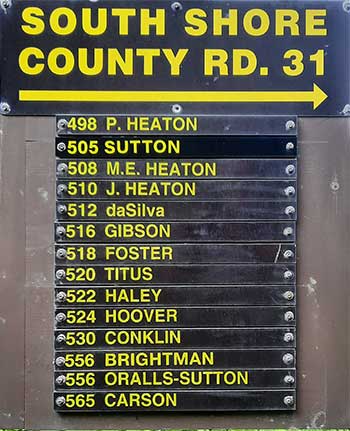 SOUTH SHORE
COUNTY RD. 31
498 P. HEATON
505 SUTTON
508 M.E. HEATON
510 J. HEATON
512 daSilva
516 GIBSON
518 FOSTER
520 TITUS
522 HALEY
524 HOOVER
530 CONKLIN
556 BRIGHTMAN
556 ORALLS-SUTTON
565 CARSON